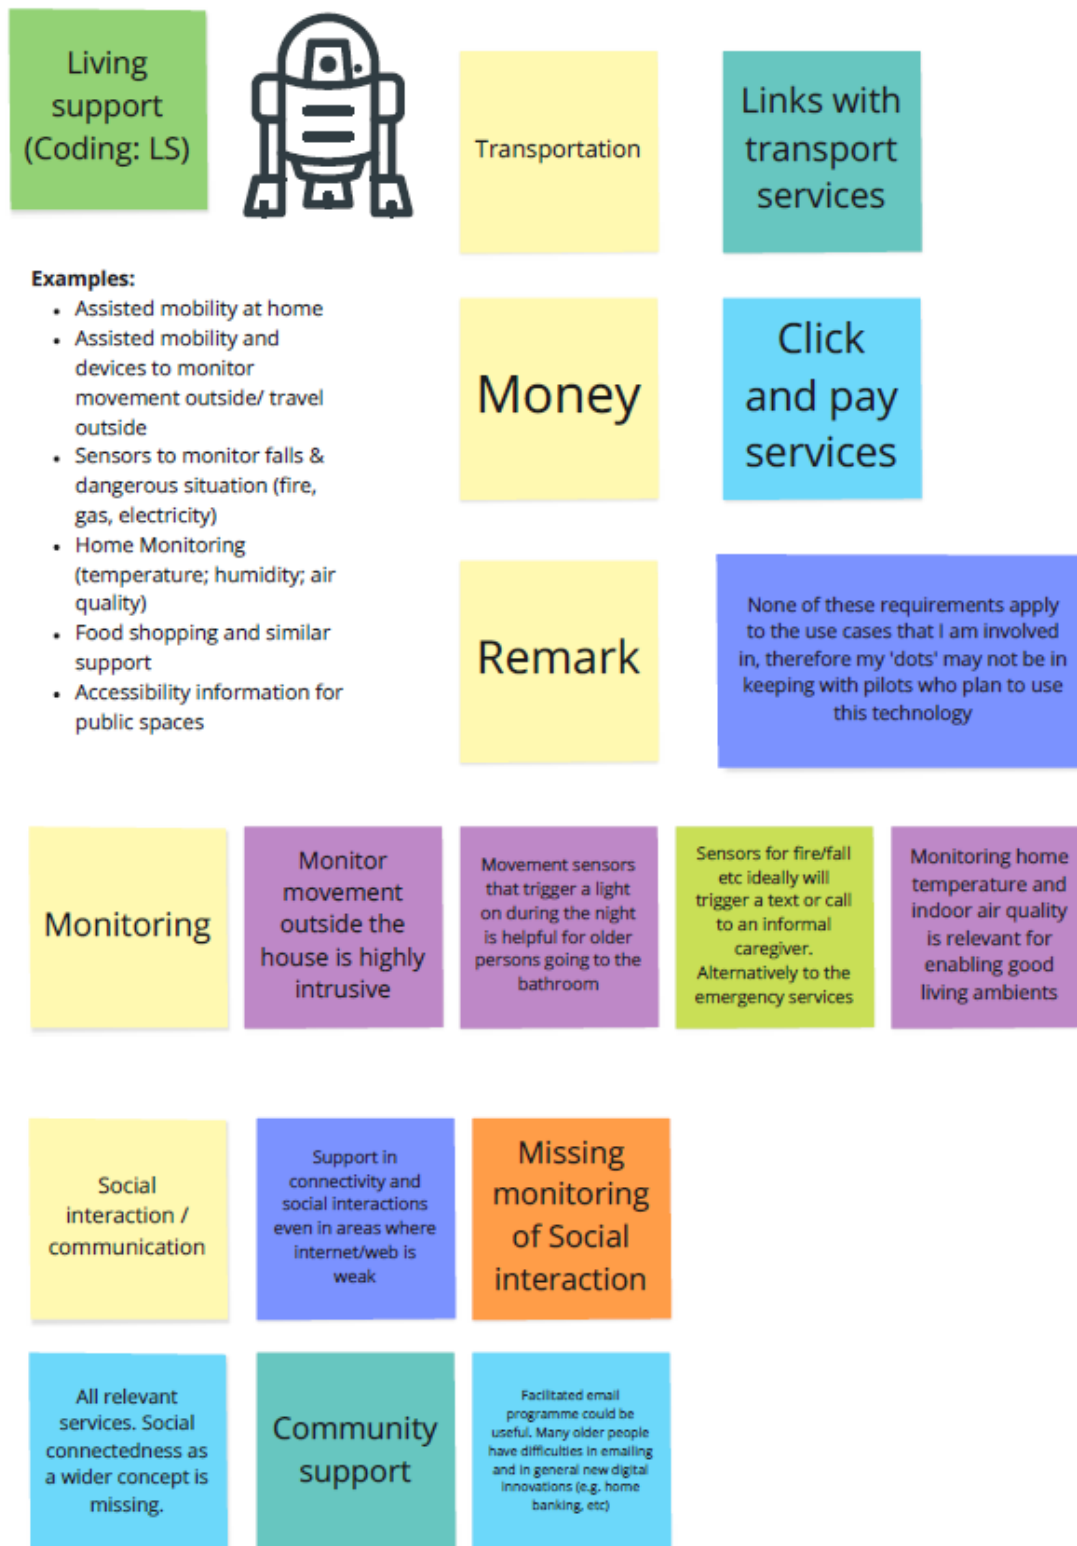 Living
support
(Coding: LS)
Transportation
Links with
transport
services
Examples:
• Assisted mobility at home
• Assisted mobility and
devices to monitor
movement outside/ travel
outside
• Sensors to monitor falls &
dangerous situation (fire,
gas, electricity)
• Home Monitoring
(temperature; humidity; air
quality)
• Food shopping and similar
support
• Accessibility information for
public spaces
Money
Click
and pay
services
Remark
None of these requirements apply
to the use cases that I am involved
in, therefore my 'dots' may not be in
keeping with pilots who plan to use
this technology
Monitoring
Monitor
movement
outside the
house is highly
intrusive
Movement sensors
that trigger a light
on during the night
is helpful for older
persons going to the
bathroom
Sensors for fire/fall
etc ideally will
trigger a text or call
to an informal
caregiver.
Alternatively to the
emergency services
Monitoring home
temperature and
indoor air quality
is relevant for
enabling good
living ambients
Social
interaction /
communication
Support in
connectivity and
social interactions
even in areas where
internet/web is
weak
Missing
monitoring
of Social
interaction
All relevant
services. Social
connectedness as
a wider concept is
missing.
Community
support
Facilitated email
programme could be
useful. Many older people
have difficulties in emailing
and in general new digital
innovations (e.g. home
banking, etc)